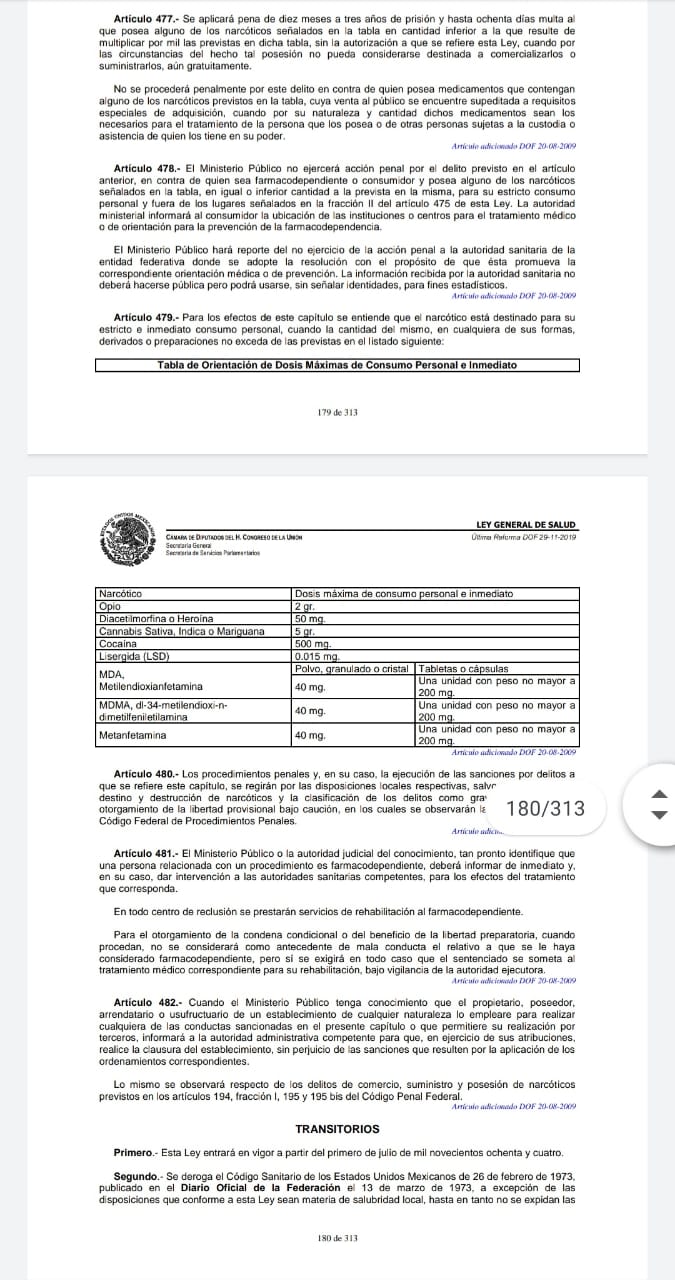 Artículo 477.- Se aplicará pena de diez meses a tres años de prisión y hasta ochenta días multa al
que posea alguno de los narcóticos señalados en la tabla en cantidad inferior a la que resulte de
multiplicar por mil las previstas en dicha tabla, sin la autorización a que se refiere esta Ley, cuando por
las circunstancias del hecho tal posesión no pueda considerarse destinada a comercializarlos o
suministrarlos, aún gratuitamente.
No se procederá penalmente por este delito en contra de quien posea medicamentos que contengan
alguno de los narcóticos previstos en la tabla, cuya venta al público se encuentre supeditada a requisitos
especiales de adquisición, cuando por su naturaleza y cantidad dichos medicamentos sean los
necesarios para el tratamiento de la persona que los posea o de otras personas sujetas a la custodia o
asistencia de quien los tiene en su poder.
Artículo adicionado DOF 20-08-2009
Artículo 478.- El Ministerio Público no ejercerá acción penal por el delito previsto en el artículo
anterior, en contra de quien sea farmacodependiente o consumidor y posea alguno de los narcóticos
señalados en la tabla, en igual o inferior cantidad a la prevista en la misma, para su estricto consumo
personal y fuera de los lugares señalados en la fracción II del artículo 475 de esta Ley. La autoridad
ministerial informará al consumidor la ubicación de las instituciones o centros para el tratamiento médico
o de orientación para la prevención de la farmacodependencia.
El Ministerio Público hará reporte del no ejercicio de la acción penal a la autoridad sanitaria de la
entidad federativa donde se adopte la resolución con el propósito de que ésta promueva la
correspondiente orientación médica o de prevención. La información recibida por la autoridad sanitaria no
deberá hacerse pública pero podrá usarse, sin señalar identidades, para fines estadísticos.
Artículo adicionado DOF 20-08-2009
Artículo 479.- Para los efectos de este capítulo se entiende que el narcótico está destinado para su
estricto e inmediato consumo personal, cuando la cantidad del mismo, en cualquiera de sus formas,
derivados o preparaciones no exceda de las previstas en el listado siguiente:
Tabla de Orientación de Dosis Máximas de Consumo Personal e Inmediato
179 de 313
ESTADOS UNIDOS MEXICANOS
CÁMARA DE DIPUTADOS DEL H. CONGRESO DE LA UNIÓN
Secretaría General
Secretaría de Servicios Parlamentarios
LEY GENERAL DE SALUD
Última Reforma DOF 29-11-2019
Narcótico Dosis máxima de consumo personal e inmediato
Opio 2 gr.
Diacetilmorfina o Heroína 50 mg.
Cannabis Sativa, Indica o Mariguana 5 gr.
Cocaína 500 mg.
Lisergida (LSD) 0.015 mg.
Polvo, granulado o cristal Tabletas o cápsulas
MDA,
Metilendioxianfetamina 40 mg. Una unidad con peso no mayor a
200 mg.
MDMA, dl-34-metilendioxi-n-
dimetilfeniletilamina 40 mg. Una unidad con peso no mayor a
200 mg.
Metanfetamina 40 mg. Una unidad con peso no mayor a
200 mg.
Artículo adicionado DOF 20-08-2009
Artículo 480.- Los procedimientos penales y, en su caso, la ejecución de las sanciones por delitos a
que se refiere este capítulo, se regirán por las disposiciones locales respectivas, salv
destino y destrucción de narcóticos y la clasificación de los delitos como gra
otorgamiento de la libertad provisional bajo caución, en los cuales se observarán
Código Federal de Procedimientos Penales.
180/313
Artículo
Artículo 481.- El Ministerio Público o la autoridad judicial del conocimiento, tan pronto identifique que
una persona relacionada con un procedimiento es farmacodependiente, deberá informar de inmediato y,
en su caso, dar intervención a las autoridades sanitarias competentes, para los efectos del tratamiento
que corresponda.
En todo centro de reclusión se prestarán servicios de rehabilitación al farmacodependiente.
Para el otorgamiento de la condena condicional o del beneficio de la libertad preparatoria, cuando
procedan, no se considerará como antecedente de mala conducta el relativo a que se le haya
considerado farmacodependiente, pero sí se exigirá en todo caso que el sentenciado se someta al
tratamiento médico correspondiente para su rehabilitación, bajo vigilancia de la autoridad ejecutora.
Artículo adicionado DOF 20-08-2009
Artículo 482.- Cuando el Ministerio Público tenga conocimiento que el propietario, poseedor,
arrendatario o usufructuario de un establecimiento de cualquier naturaleza lo empleare para realizar
cualquiera de las conductas sancionadas en el presente capítulo o que permitiere su realización por
terceros, informará a la autoridad administrativa competente para que, en ejercicio de sus atribuciones,
realice la clausura del establecimiento, sin perjuicio de las sanciones que resulten por la aplicación de los
ordenamientos correspondientes.
Lo mismo se observará respecto de los delitos de comercio, suministro y posesión de narcóticos
previstos en los artículos 194, fracción I, 195 y 195 bis del Código Penal Federal.
Artículo adicionado DOF 20-08-2009
TRANSITORIOS
Primero.- Esta Ley entrará en vigor a partir del primero de julio de mil novecientos ochenta y cuatro.
Segundo.- Se deroga el Código Sanitario de los Estados Unidos Mexicanos de 26 de febrero de 1973,
publicado en el Diario Oficial de la Federación el 13 de marzo de 1973, a excepción de las
disposiciones que conforme a esta Ley sean materia de salubridad local, hasta en tanto no se expidan las
180 de 313